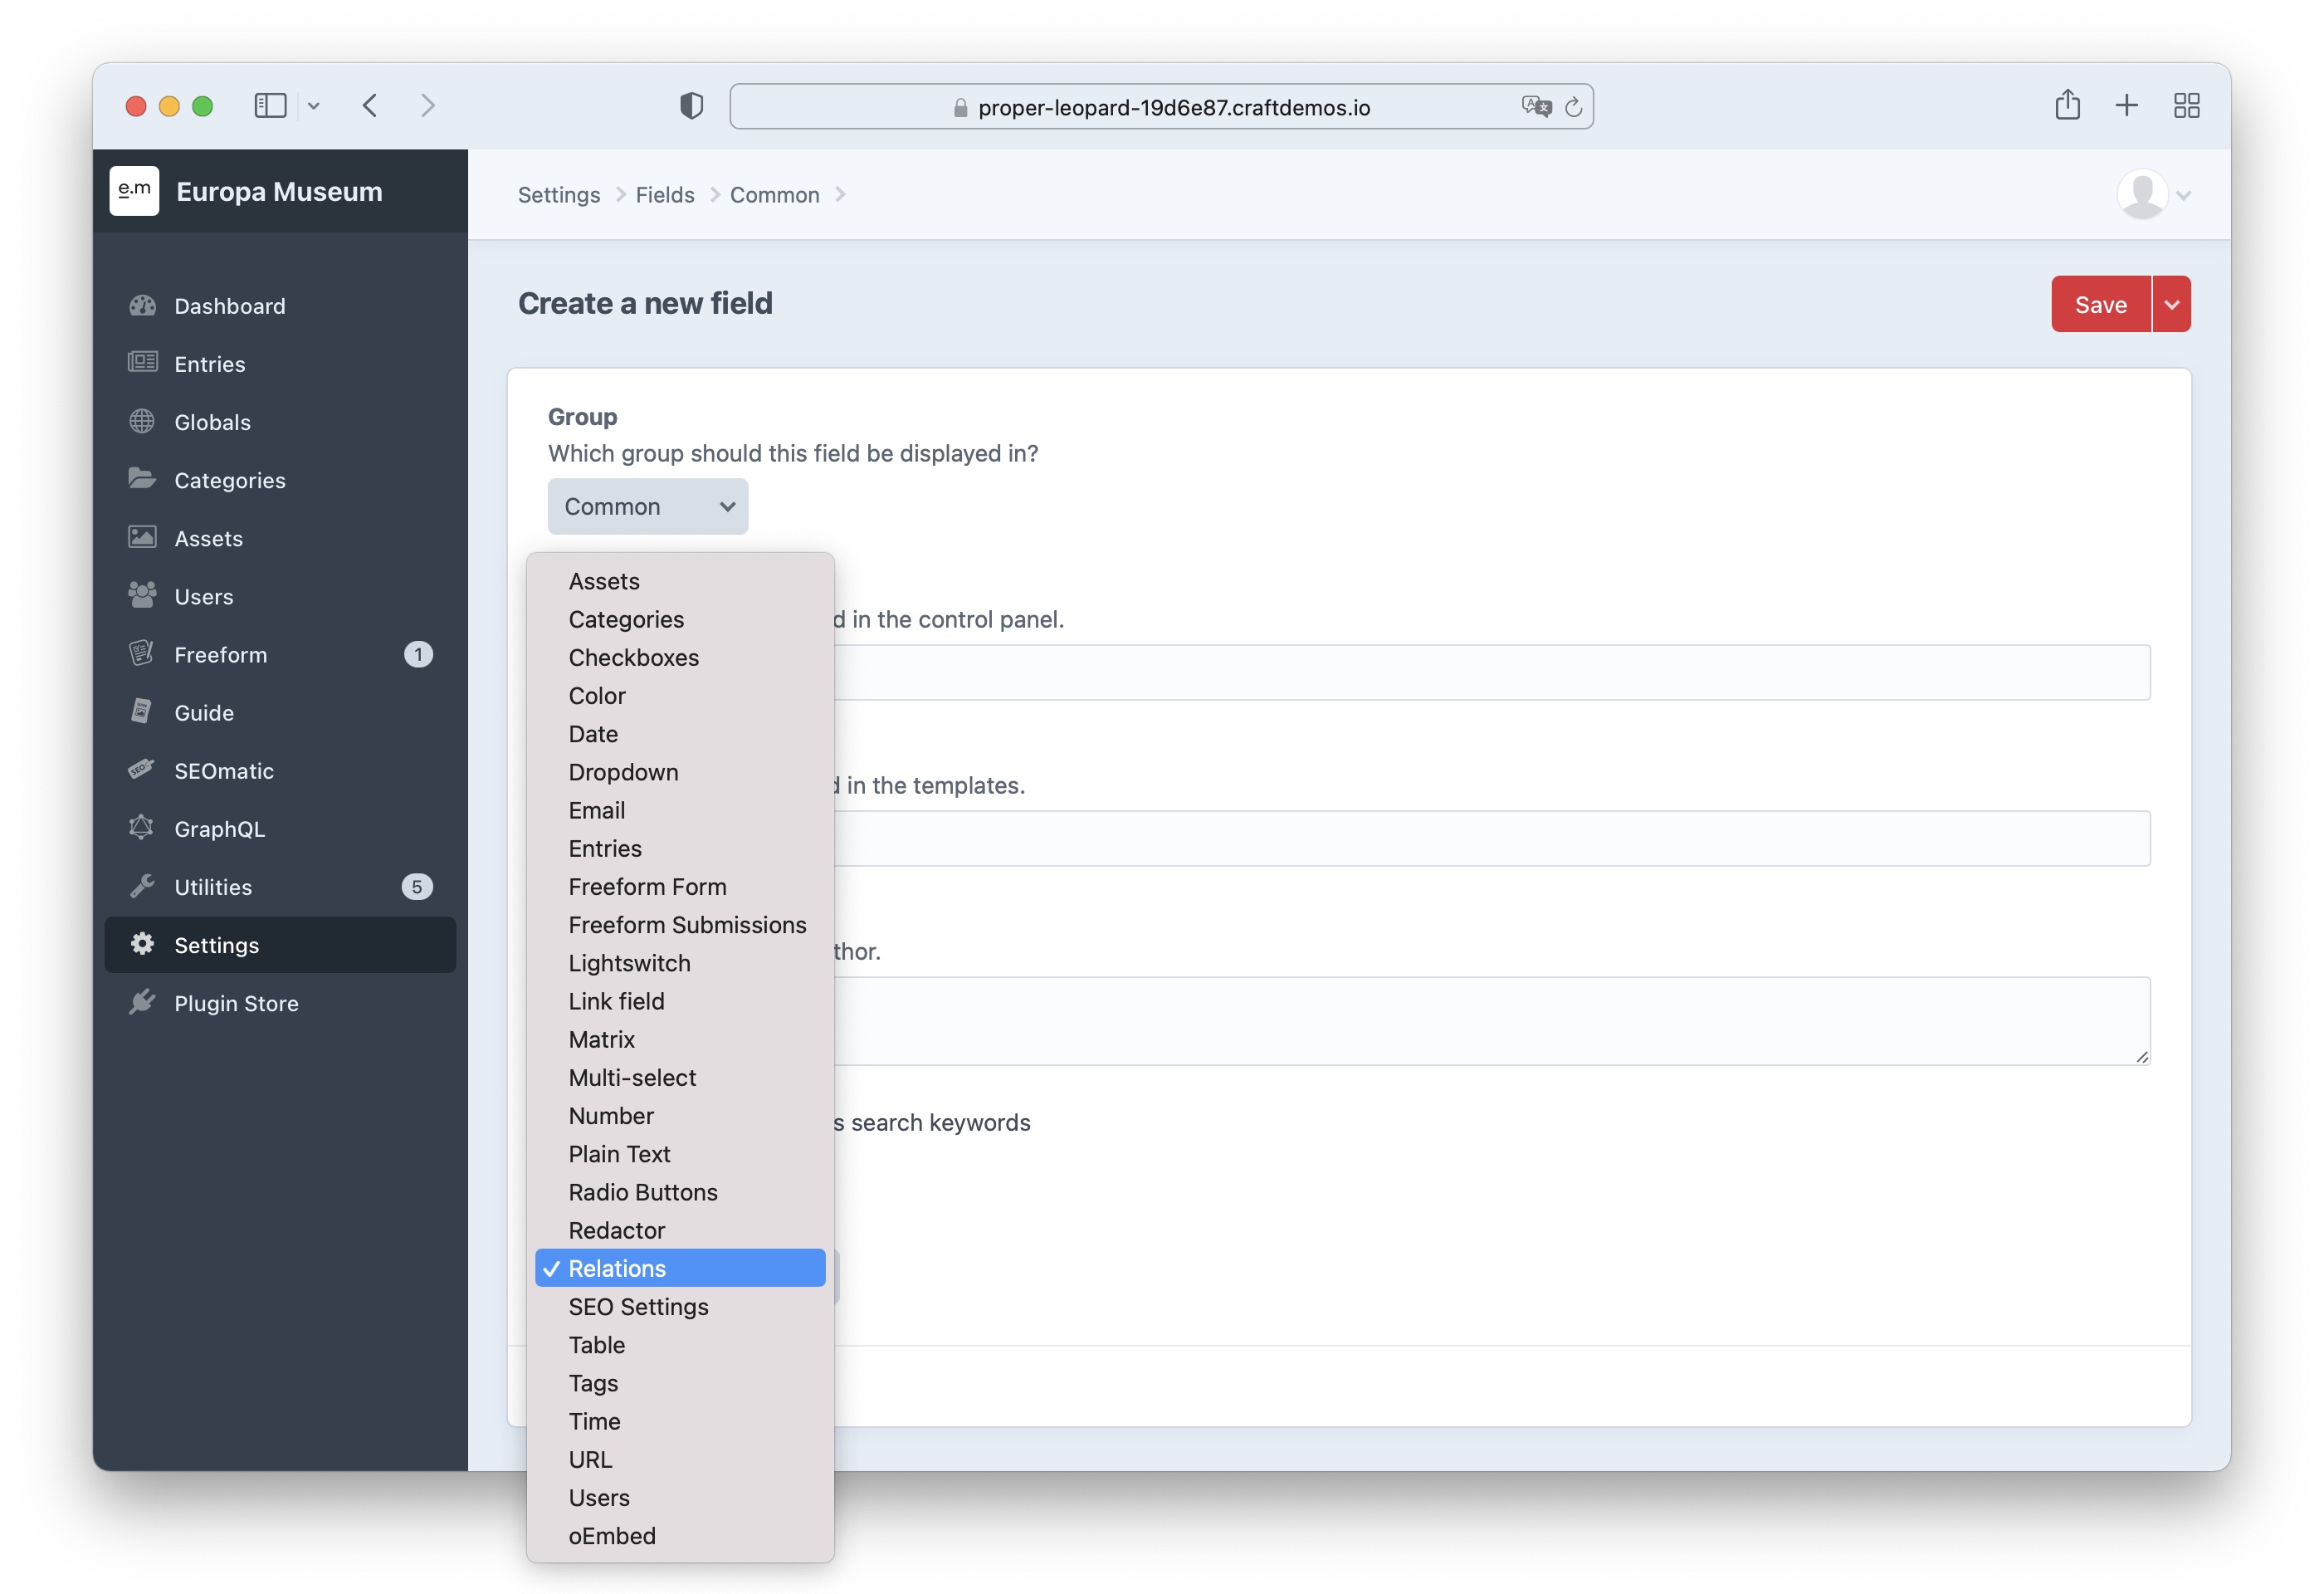 proper-leopard-19d6e87.craftdemos.io
e.m Europa Museum
Settings Fields Common
Dashboard
Entries
Globals
Categories
Assets
Users
Freeform 1
Guide
SEOmatic
GraphQL
Utilities 5
Settings
Plugin Store
Create a new field
Save
Group
Which group should this field be displayed in?
Common
in the control panel.
in the templates.
search keywords
Assets
Categories
Checkboxes
Color
Date
Dropdown
Email
Entries
Freeform Form
Freeform Submissions
Lightswitch
Link field
Matrix
Multi-select
Number
Plain Text
Radio Buttons
Redactor
Relations
SEO Settings
Table
Tags
Time
URL
Users
oEmbed